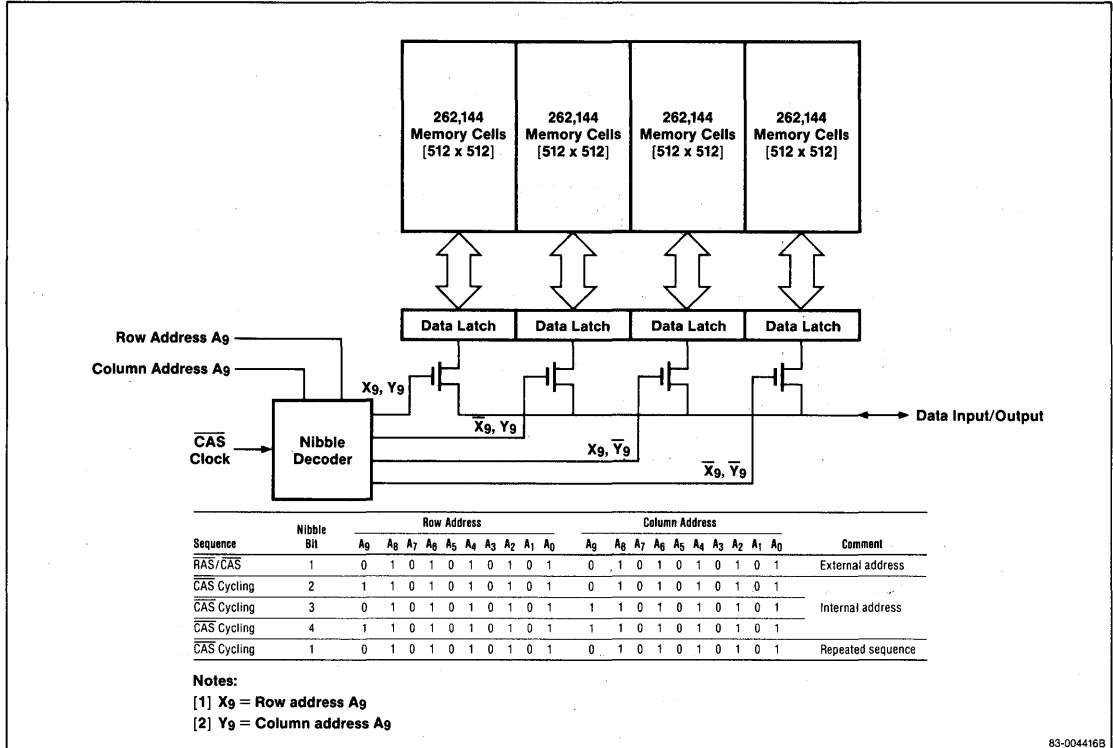 262,144 Memory Cells [512 x 512]
262,144 Memory Cells [512 x 512]
262,144 Memory Cells [512 x 512]
262,144 Memory Cells [512 x 512]
Data Latch Data Latch Data Latch Data Latch
Row Address A9
Column Address A9
X9, Y9
X̅9, Y9
X9, Y̅9
X̅9, Y̅9
Data Input/Output
C̅A̅S̅ Clock
Nibble Decoder
Row Address Column Address
Sequence Nibble Bit A9 A8 A7 A6 A5 A4 A3 A2 A1 A0 A9 A8 A7 A6 A5 A4 A3 A2 A1 A0 Comment
R̅A̅S̅/C̅A̅S̅ 1 0 1 0 1 0 1 0 1 0 1 0 1 0 1 0 1 0 1 0 1 External address
C̅A̅S̅ Cycling 2 1 1 0 1 0 1 0 1 0 1 0 1 0 1 0 1 0 1 0 1
C̅A̅S̅ Cycling 3 0 1 0 1 0 1 0 1 0 1 1 1 0 1 0 1 0 1 0 1 Internal address
C̅A̅S̅ Cycling 4 1 1 0 1 0 1 0 1 0 1 1 1 0 1 0 1 0 1 0 1
C̅A̅S̅ Cycling 1 0 1 0 1 0 1 0 1 0 1 0 1 0 1 0 1 0 1 0 1 Repeated sequence
Notes:
[1] X9 = Row address A9
[2] Y9 = Column address A9
83-004416B